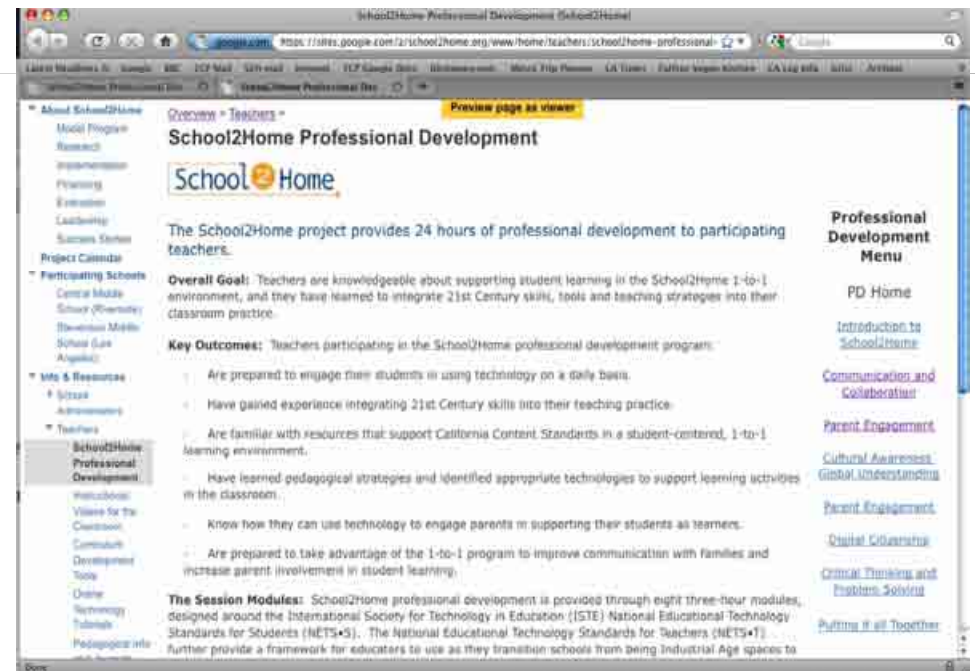 School2Home Professional Development (School2Home)
google.com https://sites.google.com/a/school2home.org/www/home/teachers/school2home-professional-
Preview page as viewer
About School2Home
Model Program
Research
Implementation
Financing
Evaluation
Leadership
Success Stories
Project Calendar
Participating Schools
Central Middle
School (Riverside)
Stevenson Middle
School (Los
Angeles)
Info & Resources
School
Administrators
Teachers
School2Home
Professional
Development
Instructional
Videos for the
Classroom
Curriculum
Development
Tools
Online
Technology
Tutorials
Pedagogical Info
Overview > Teachers >
School2Home Professional Development
School2Home
The School2Home project provides 24 hours of professional development to participating
teachers.
Overall Goal: Teachers are knowledgeable about supporting student learning in the School2Home 1-to-1
environment, and they have learned to integrate 21st Century skills, tools and teaching strategies into their
classroom practice.
Key Outcomes: Teachers participating in the School2Home professional development program:
Are prepared to engage their students in using technology on a daily basis.
Have gained experience integrating 21st Century skills into their teaching practice.
Are familiar with resources that support California Content Standards in a student-centered, 1-to-1
learning environment.
Have learned pedagogical strategies and identified appropriate technologies to support learning activities
in the classroom.
Know how they can use technology to engage parents in supporting their students as learners.
Are prepared to take advantage of the 1-to-1 program to improve communication with families and
increase parent involvement in student learning.
The Session Modules: School2Home professional development is provided through eight three-hour modules,
designed around the International Society for Technology in Education (ISTE) National Educational Technology
Standards for Students (NETS•S). The National Educational Technology Standards for Teachers (NETS•T)
further provide a framework for educators to use as they transition schools from being Industrial Age spaces to
Professional
Development
Menu
PD Home
Introduction to
School2Home
Communication and
Collaboration
Parent Engagement
Cultural Awareness
Global Understanding
Parent Engagement
Digital Citizenship
Critical Thinking and
Problem Solving
Putting it all Together
Done